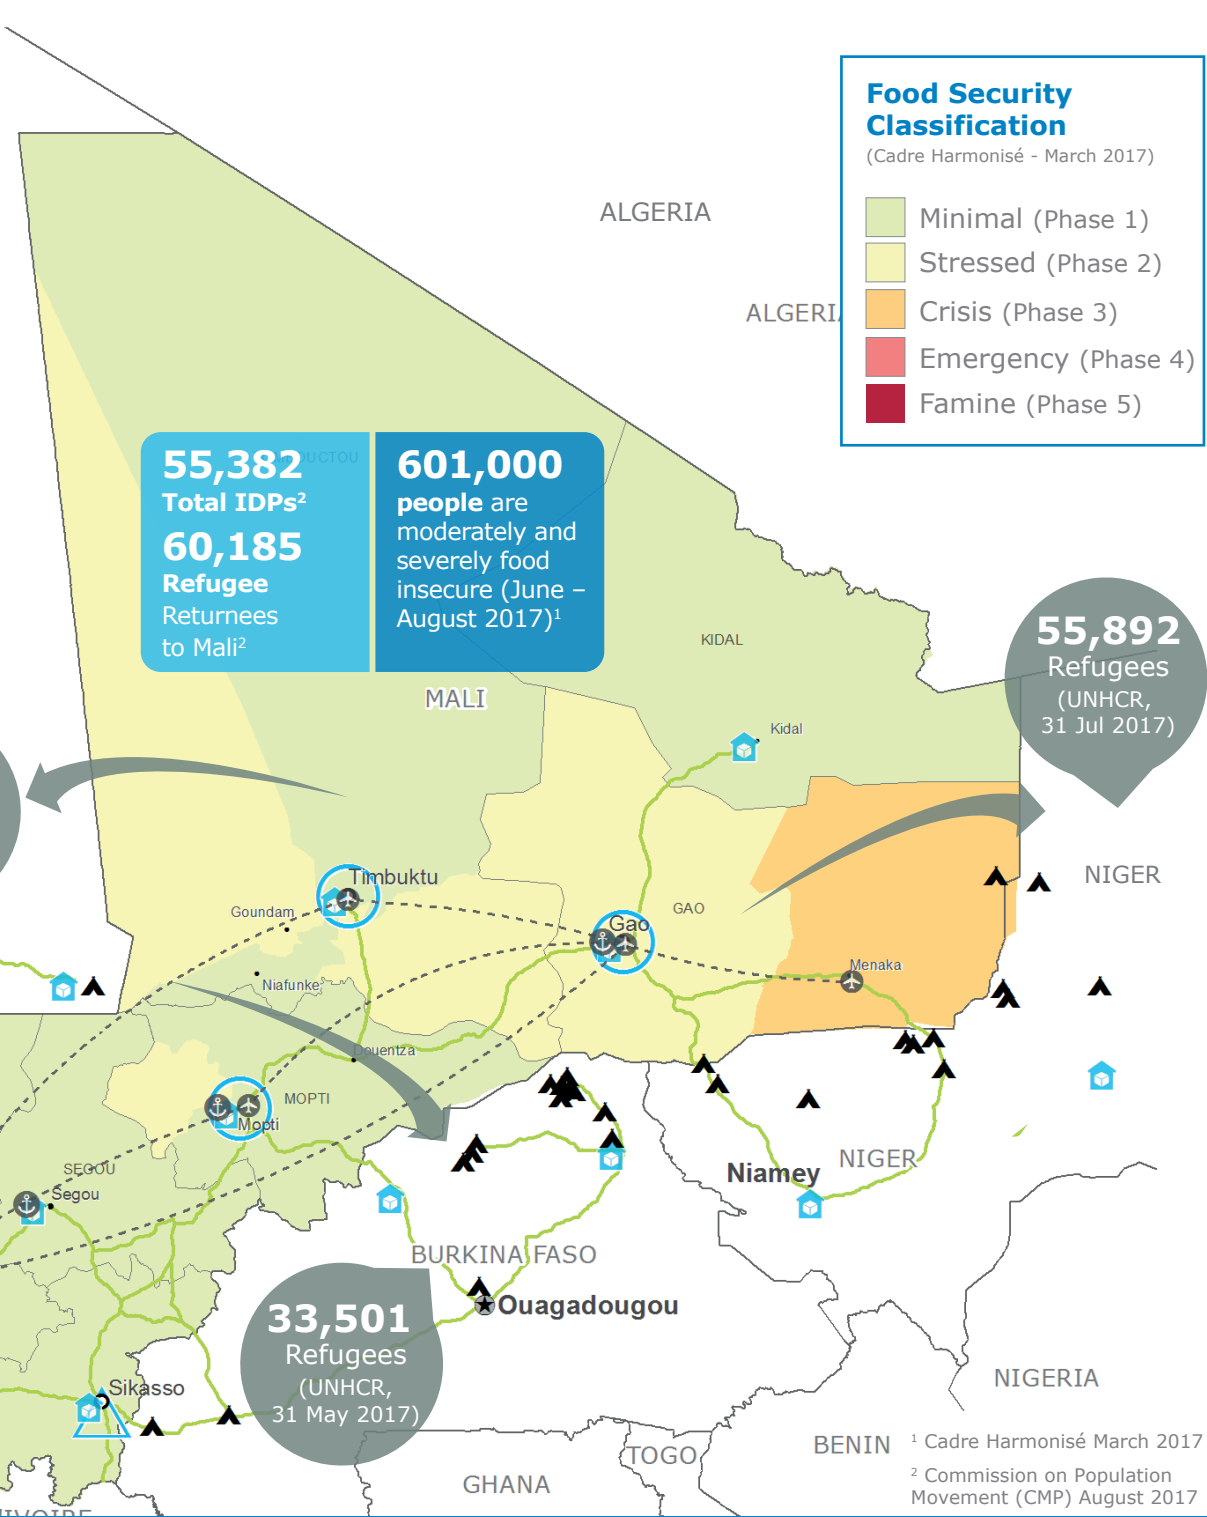 Food Security
Classification
(Cadre Harmonisé - March 2017)
Minimal (Phase 1)
Stressed (Phase 2)
Crisis (Phase 3)
Emergency (Phase 4)
Famine (Phase 5)
ALGERIA
55,382
Total IDPs²
60,185
Refugee
Returnees
to Mali²
601,000
people are
moderately and
severely food
insecure (June –
August 2017)¹
55,892
Refugees
(UNHCR,
31 Jul 2017)
KIDAL
MALI
Kidal
Timbuktu
NIGER
Goundam
GAO
Gao
Menaka
Niafunke
Douentza
MOPTI
Mopti
SEGOU
Segou
NIGER
Niamey
BURKINA FASO
Ouagadougou
33,501
Refugees
(UNHCR,
31 May 2017)
Sikasso
NIGERIA
BENIN
TOGO
GHANA
¹ Cadre Harmonisé March 2017
² Commission on Population
Movement (CMP) August 2017